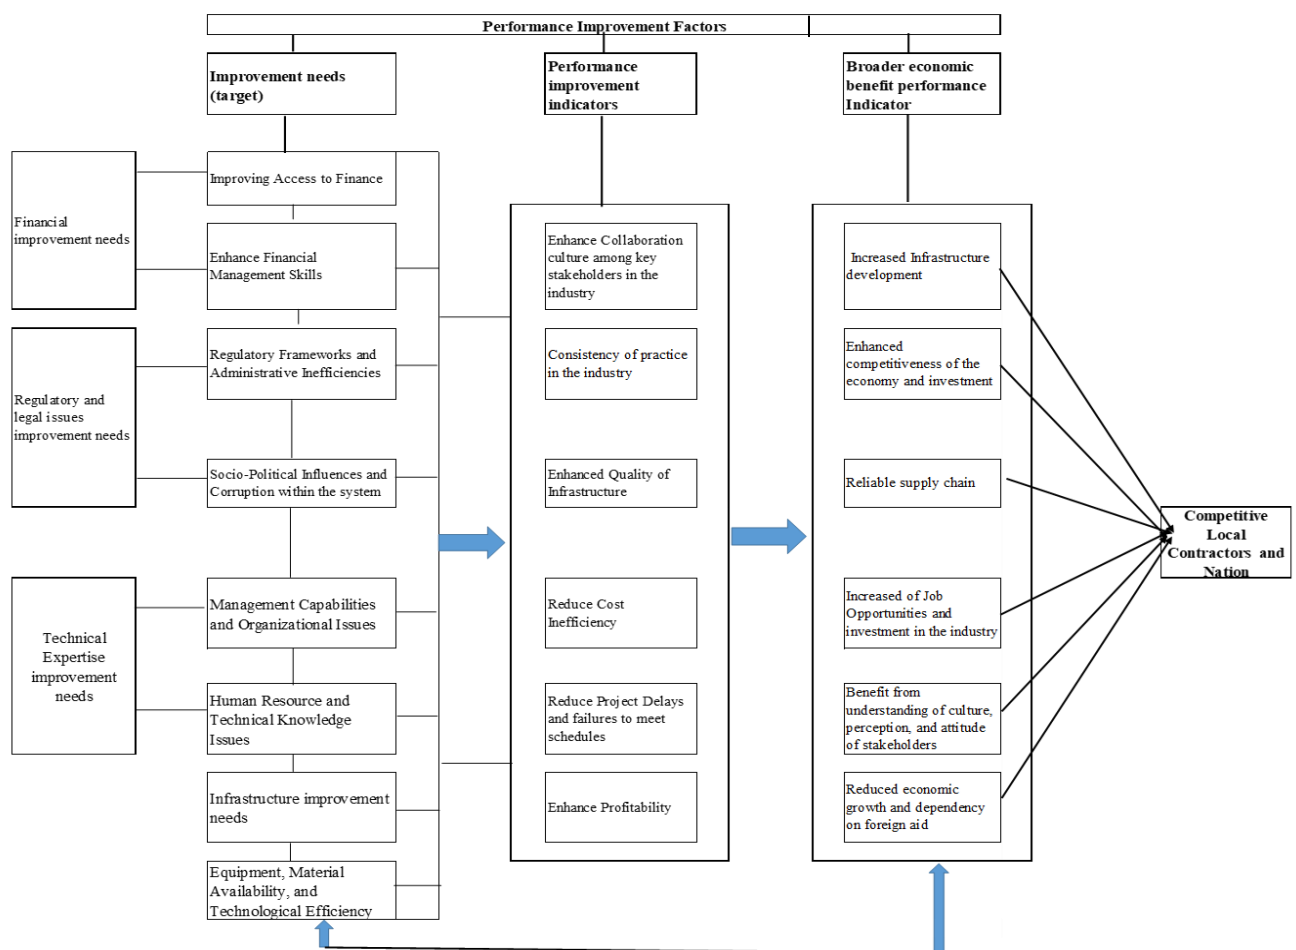 Performance Improvement Factors
Improvement needs
(target)
Performance
improvement
indicators
Broader economic
benefit performance
Indicator
Financial
improvement needs
Regulatory and
legal issues
improvement needs
Technical
Expertise
improvement
needs
Improving Access to Finance
Enhance Financial
Management Skills
Regulatory Frameworks and
Administrative Inefficiencies
Socio-Political Influences and
Corruption within the system
Management Capabilities
and Organizational Issues
Human Resource and
Technical Knowledge
Issues
Infrastructure improvement
needs
Equipment, Material
Availability, and
Technological Efficiency
Enhance Collaboration
culture among key
stakeholders in the
industry
Consistency of practice
in the industry
Enhanced Quality of
Infrastructure
Reduce Cost
Inefficiency
Reduce Project Delays
and failures to meet
schedules
Enhance Profitability
Increased Infrastructure
development
Enhanced
competitiveness of the
economy and investment
Reliable supply chain
Increased of Job
Opportunities and
investment in the industry
Benefit from
understanding of culture,
perception, and attitude
of stakeholders
Reduced economic
growth and dependency
on foreign aid
Competitive
Local
Contractors and
Nation